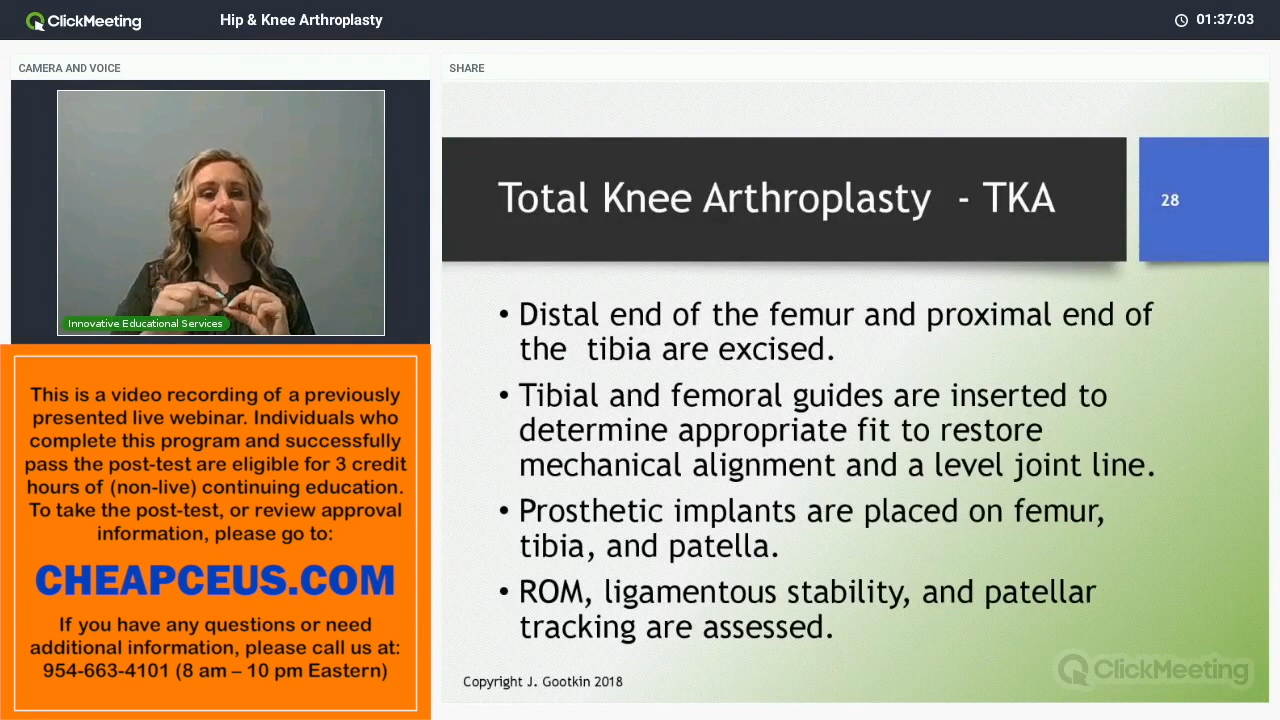 ClickMeeting
Hip & Knee Arthroplasty
01:37:03
CAMERA AND VOICE
Innovative Educational Services
This is a video recording of a previously
presented live webinar. Individuals who
complete this program and successfully
pass the post-test are eligible for 3 credit
hours of (non-live) continuing education.
To take the post-test, or review approval
information, please go to:
CHEAPCEUS.COM
If you have any questions or need
additional information, please call us at:
954-663-4101 (8 am – 10 pm Eastern)
SHARE
Total Knee Arthroplasty - TKA
28
• Distal end of the femur and proximal end of
the tibia are excised.
• Tibial and femoral guides are inserted to
determine appropriate fit to restore
mechanical alignment and a level joint line.
• Prosthetic implants are placed on femur,
tibia, and patella.
• ROM, ligamentous stability, and patellar
tracking are assessed.
Copyright J. Gootkin 2018
ClickMeeting